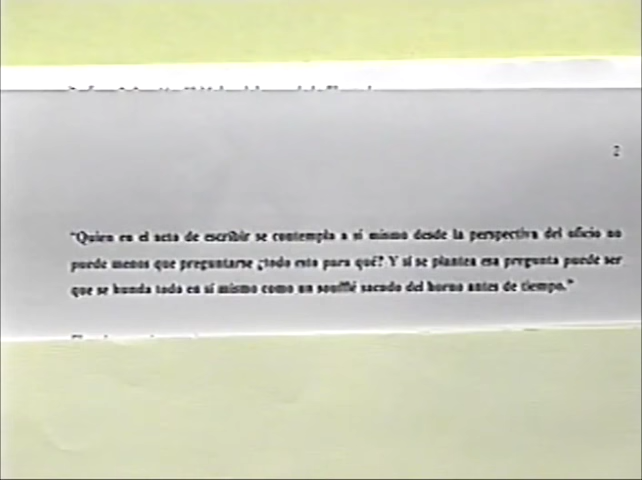 2
"Quien en el acto de escribir se contempla a sí mismo desde la perspectiva del oficio no
puede menos que preguntarse ¿todo esto para qué? Y si se plantea esa pregunta puede ser
que se hunda todo en sí mismo como un soufflé sacado del horno antes de tiempo."